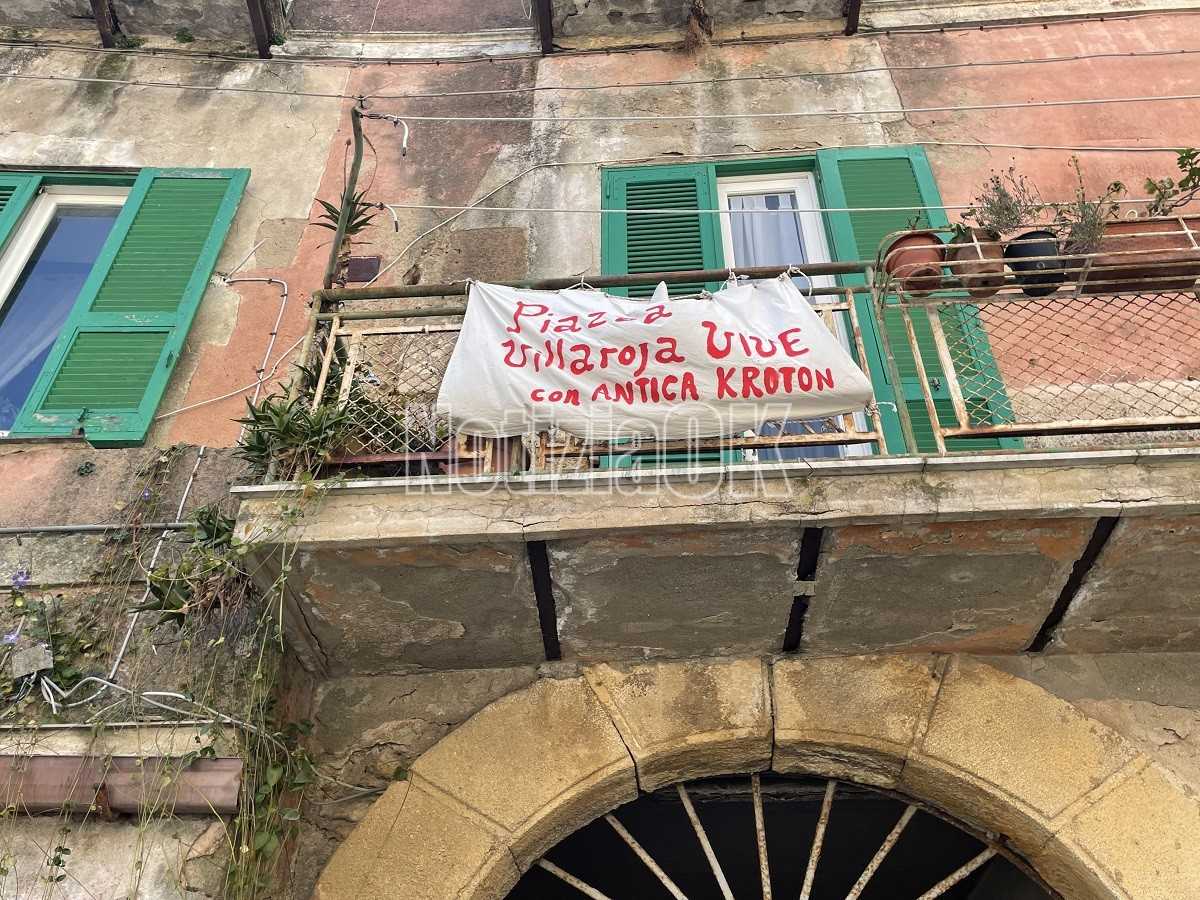 Piazza
Villaroja VIVE
con ANTICA KROTON
NotiziaOK